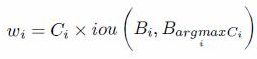 w_i = C_i × iou(B_i, B_{argmax_i C_i})